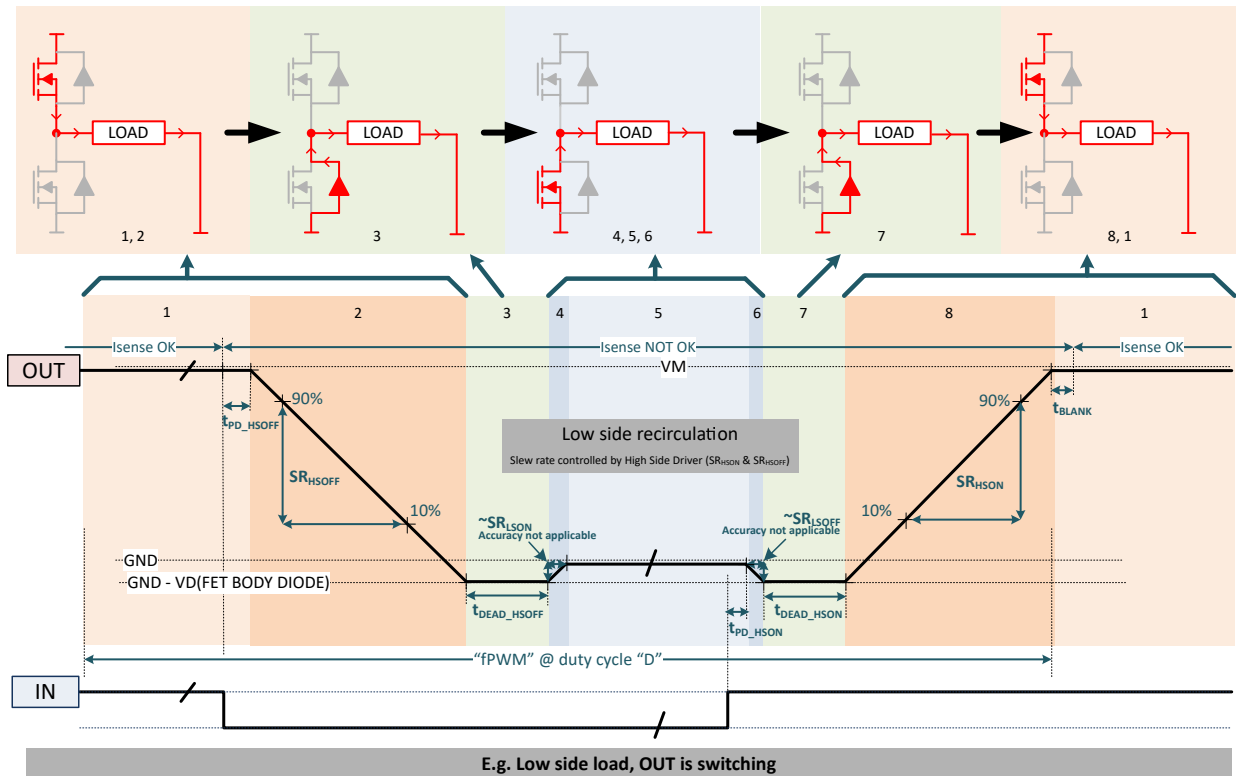 LOAD
LOAD
LOAD
LOAD
LOAD
1, 2
3
4, 5, 6
7
8, 1
1
2
3
4
5
6
7
8
1
Isense OK
Isense NOT OK
Isense OK
OUT
VM
90%
90%
tPD_HSOFF
tBLANK
Low side recirculation
Slew rate controlled by High Side Driver (SRHSON & SRHSOFF)
SRHSOFF
SRHSON
10%
10%
~SRLSON
Accuracy not applicable
~SRLSOFF
Accuracy not applicable
GND
GND - VD(FET BODY DIODE)
tDEAD_HSOFF
tDEAD_HSON
tPD_HSON
“fPWM” @ duty cycle “D”
IN
E.g. Low side load, OUT is switching